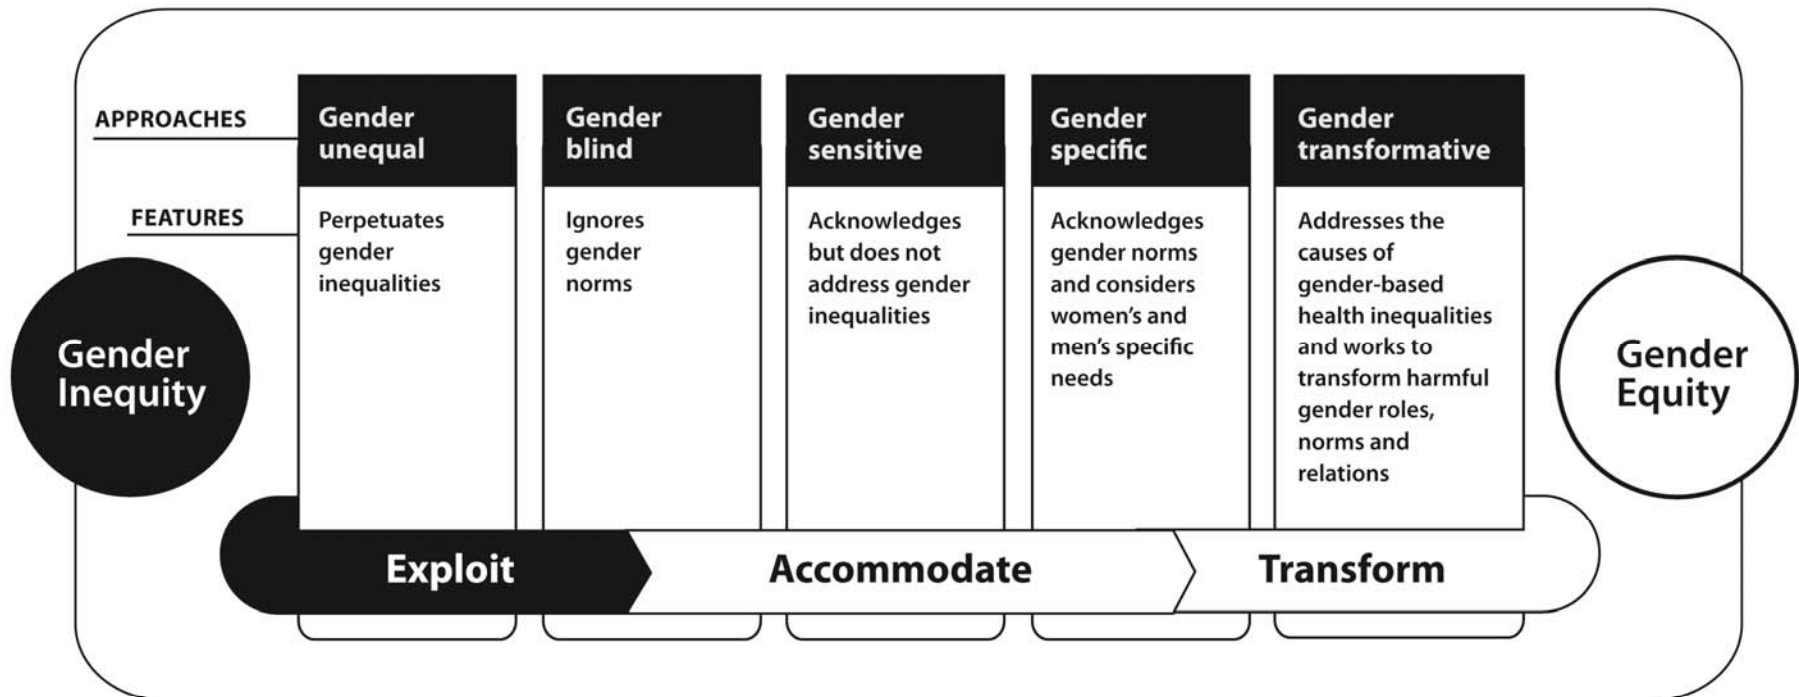 APPROACHES
Gender
unequal
Gender
blind
Gender
sensitive
Gender
specific
Gender
transformative
FEATURES
Perpetuates
gender
inequalities
Ignores
gender
norms
Acknowledges
but does not
address gender
inequalities
Acknowledges
gender norms
and considers
women’s and
men’s specific
needs
Addresses the
causes of
gender-based
health inequalities
and works to
transform harmful
gender roles,
norms and
relations
Gender
Inequity
Gender
Equity
Exploit
Accommodate
Transform